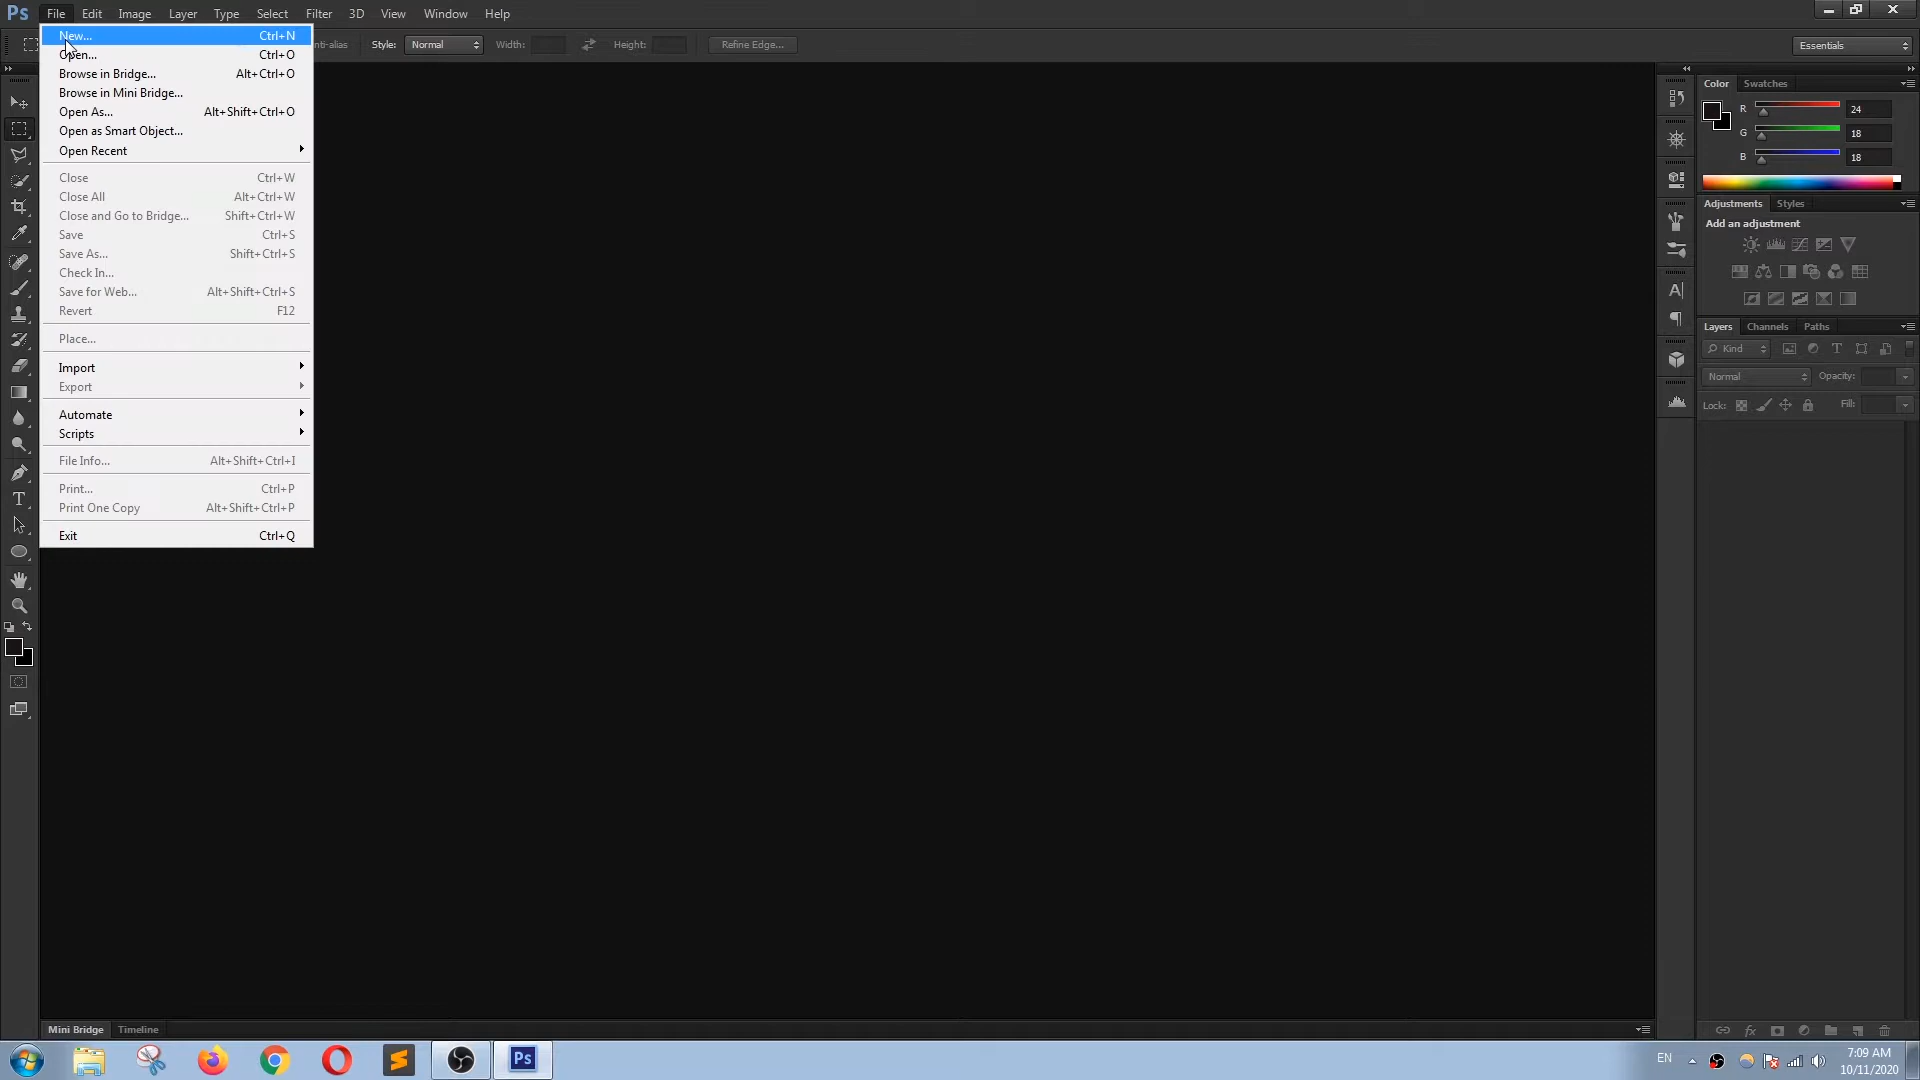 Ps File Edit Image Layer Type Select Filter 3D View Window Help
nti-alias Style: Normal Width: Height: Refine Edge... Essentials
New... Ctrl+N
Open... Ctrl+O
Browse in Bridge... Alt+Ctrl+O
Browse in Mini Bridge...
Open As... Alt+Shift+Ctrl+O
Open as Smart Object...
Open Recent
Close Ctrl+W
Close All Alt+Ctrl+W
Close and Go to Bridge... Shift+Ctrl+W
Save Ctrl+S
Save As... Shift+Ctrl+S
Check In...
Save for Web... Alt+Shift+Ctrl+S
Revert F12
Place...
Import
Export
Automate
Scripts
File Info... Alt+Shift+Ctrl+I
Print... Ctrl+P
Print One Copy Alt+Shift+Ctrl+P
Exit Ctrl+Q
Color Swatches
R 24
G 18
B 18
Adjustments Styles
Add an adjustment
Layers Channels Paths
Kind
Normal Opacity:
Lock: Fill:
Mini Bridge Timeline
Ps
EN
7:09 AM
10/11/2020